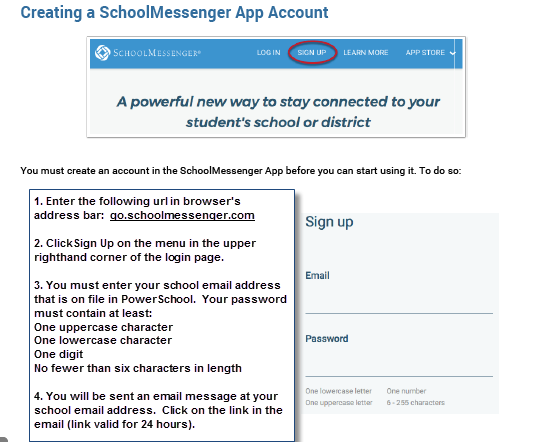 Creating a SchoolMessenger App Account
SCHOOLMESSENGER®
LOG IN SIGN UP LEARN MORE APP STORE
A powerful new way to stay connected to your
student's school or district
You must create an account in the SchoolMessenger App before you can start using it. To do so:
1. Enter the following url in browser's
address bar: go.schoolmessenger.com
2. Click Sign Up on the menu in the upper
righthand corner of the login page.
3. You must enter your school email address
that is on file in PowerSchool. Your password
must contain at least:
One uppercase character
One lowercase character
One digit
No fewer than six characters in length
4. You will be sent an email message at your
school email address. Click on the link in the
email (link valid for 24 hours).
Sign up
Email
Password
One lowercase letter One number
One uppercase letter 6 - 255 characters